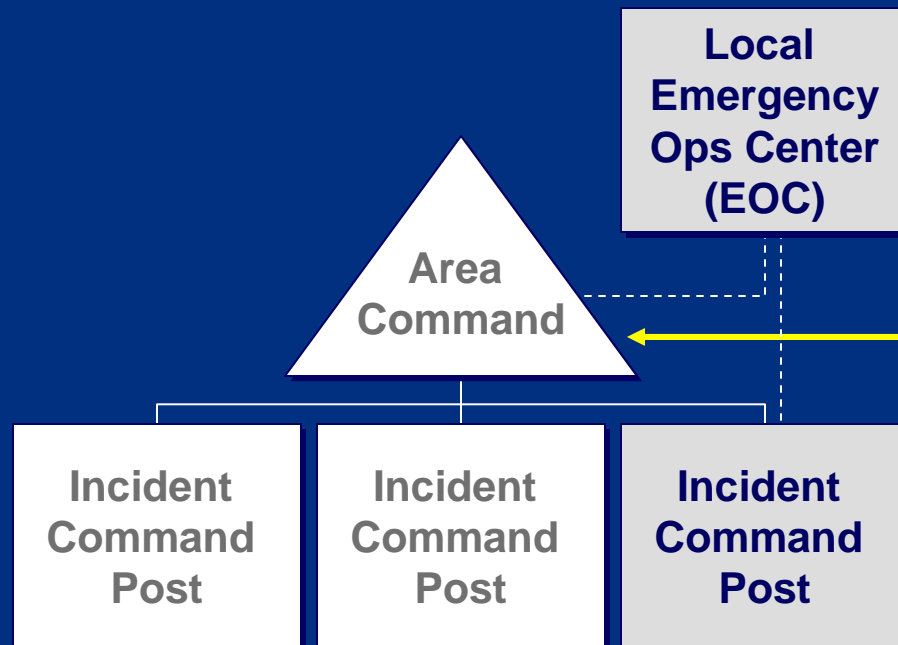 Local
Emergency
Ops Center
(EOC)
Area
Command
Incident
Command
Post
Incident
Command
Post
Incident
Command
Post